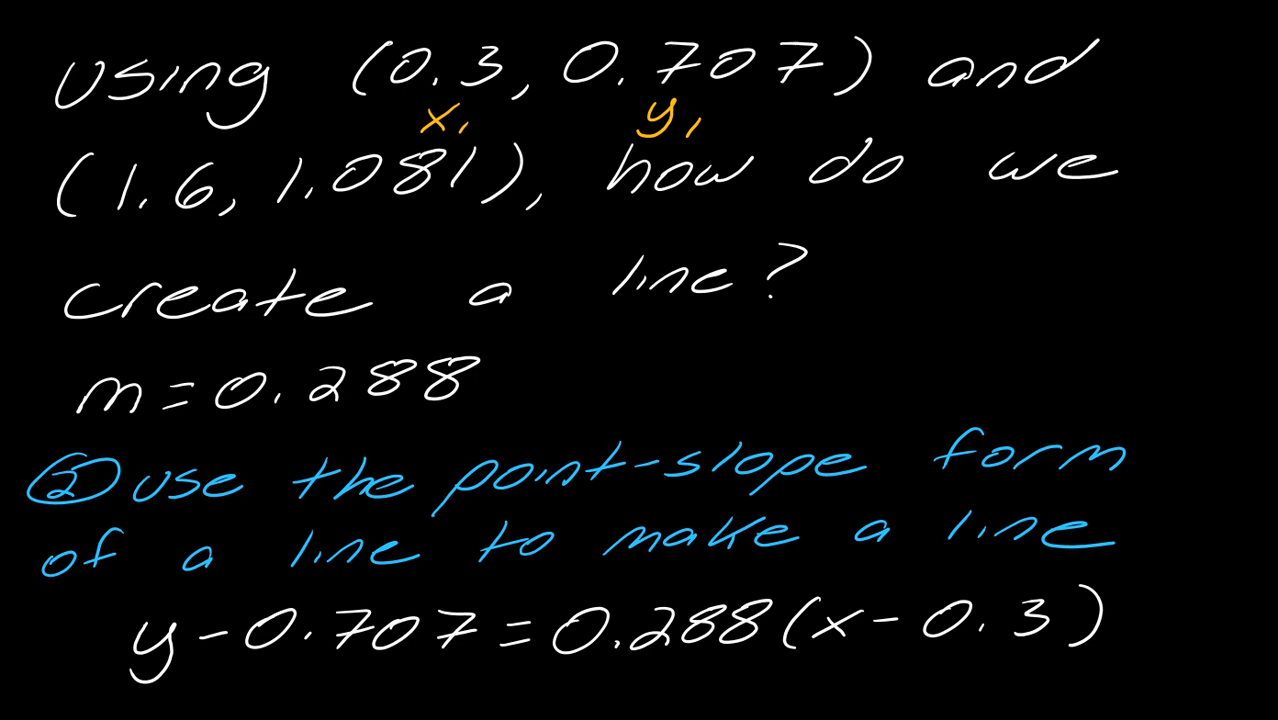 Using (0.3, 0.707) and
x₁ y₁
(1.6, 1.081), how do we
create a line?
m=0.288
② Use the point-slope form
of a line to make a line
y-0.707=0.288(x-0.3)